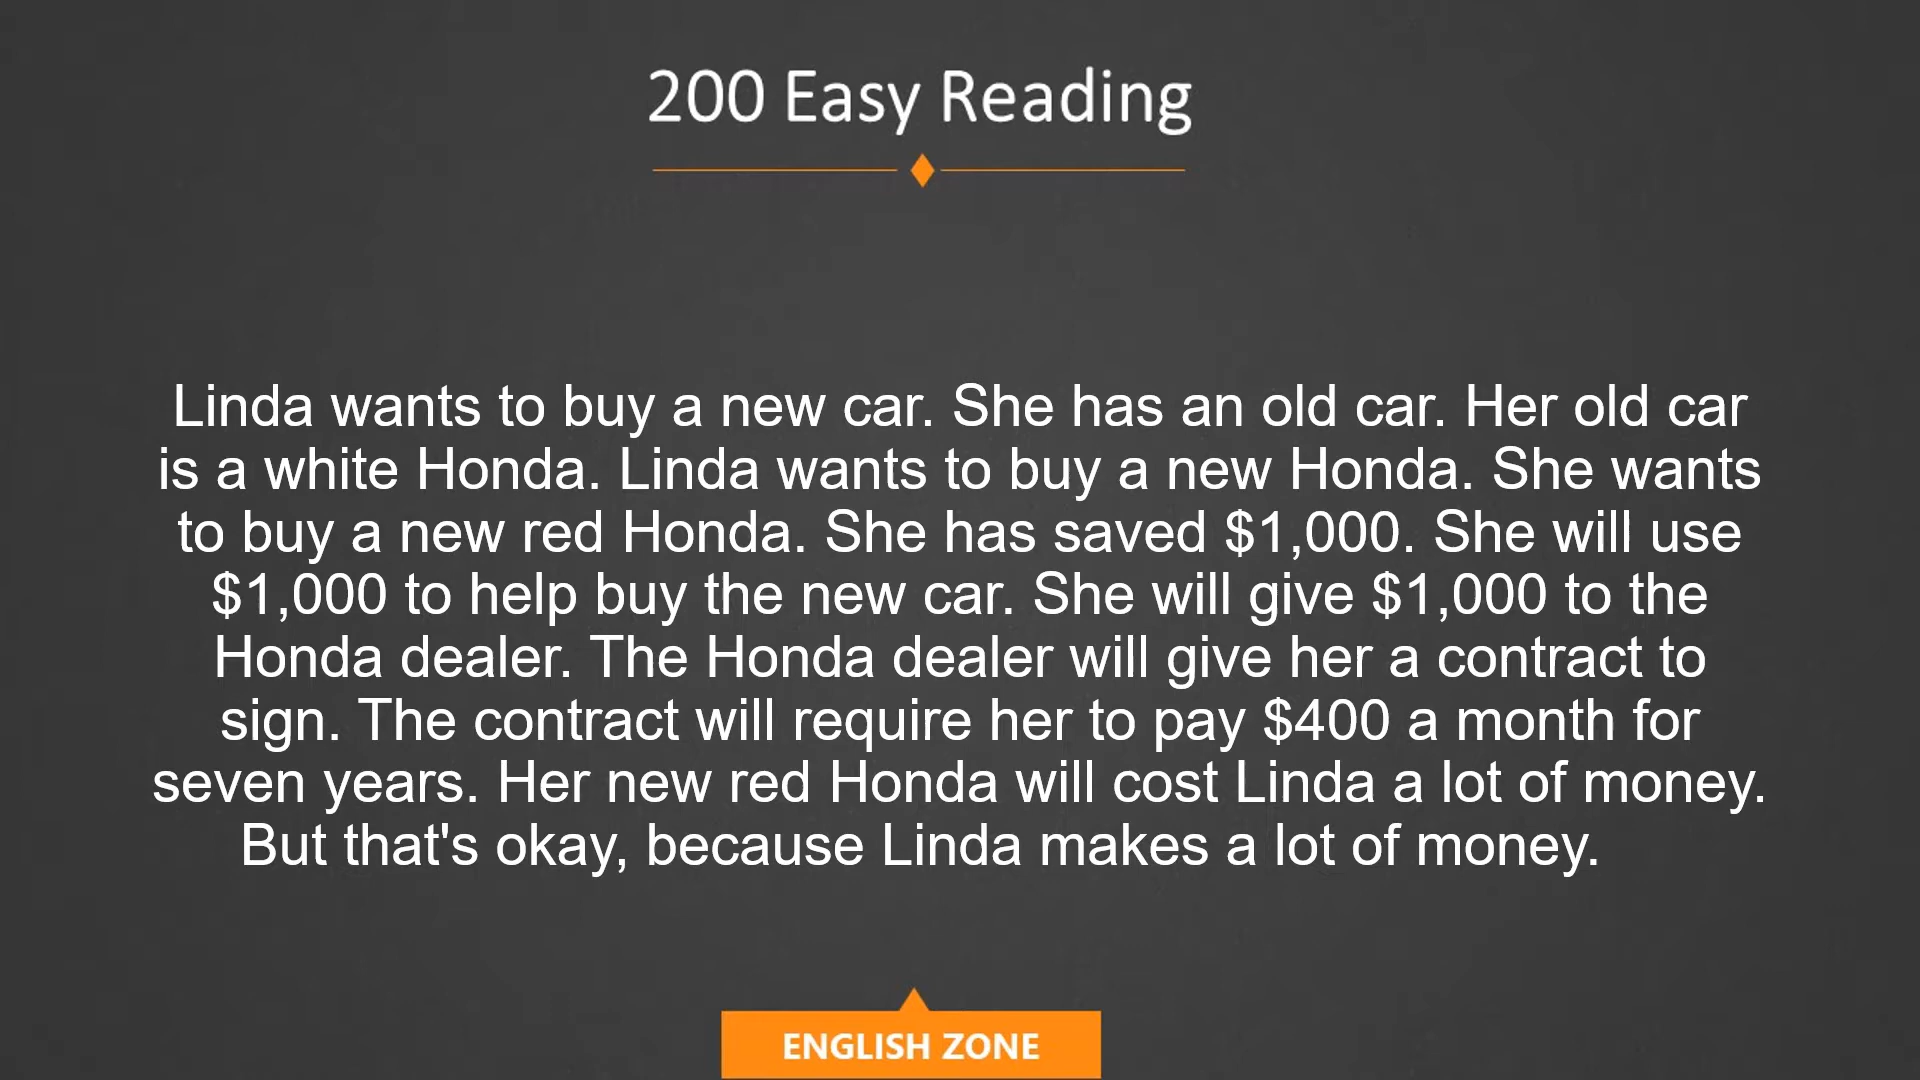 200 Easy Reading
Linda wants to buy a new car. She has an old car. Her old car
is a white Honda. Linda wants to buy a new Honda. She wants
to buy a new red Honda. She has saved $1,000. She will use
$1,000 to help buy the new car. She will give $1,000 to the
Honda dealer. The Honda dealer will give her a contract to
sign. The contract will require her to pay $400 a month for
seven years. Her new red Honda will cost Linda a lot of money.
But that's okay, because Linda makes a lot of money.
ENGLISH ZONE